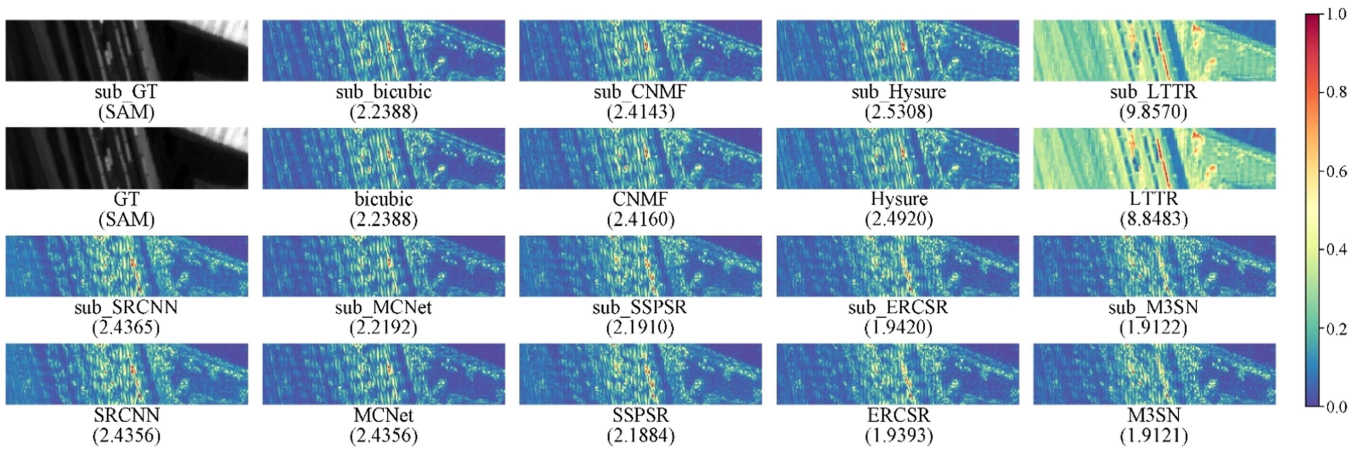 sub_GT sub_bicubic sub_CNMF sub_Hysure sub_LTTR
(SAM) (2.2388) (2.4143) (2.5308) (9.8570)
GT bicubic CNMF Hysure LTTR
(SAM) (2.2388) (2.4160) (2.4920) (8.8483)
sub_SRCNN sub_MCNet sub_SSPSR sub_ERCSR sub_M3SN
(2.4365) (2.2192) (2.1910) (1.9420) (1.9122)
SRCNN MCNet SSPSR ERCSR M3SN
(2.4356) (2.4356) (2.1884) (1.9393) (1.9121)
1.0
0.8
0.6
0.4
0.2
0.0